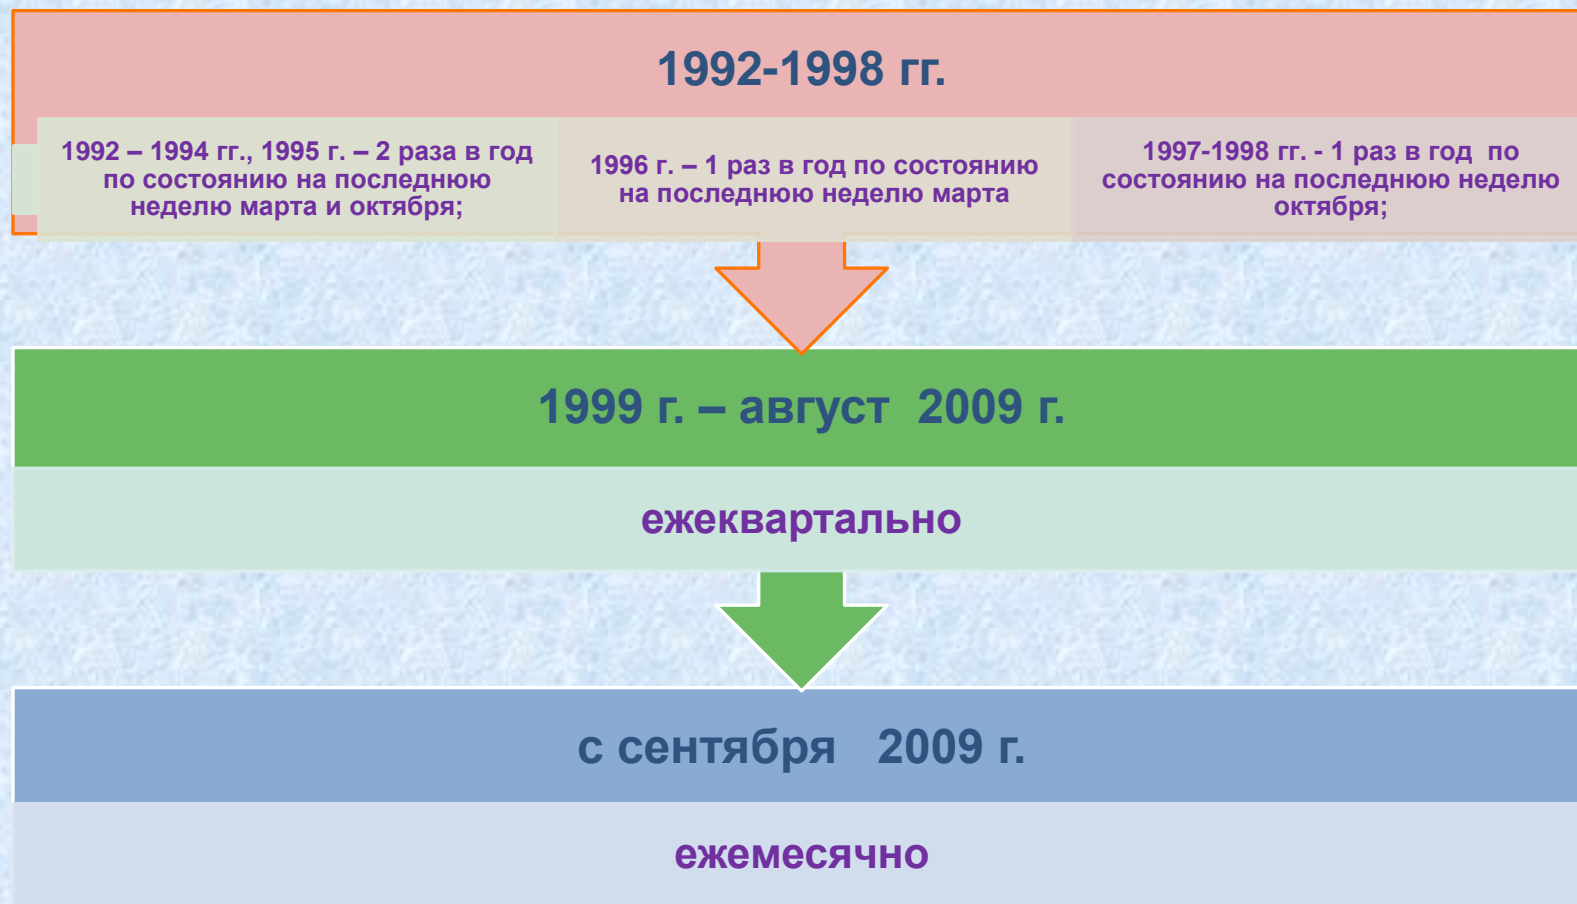 1992-1998 гг.
1992 – 1994 гг., 1995 г. – 2 раза в год
по состоянию на последнюю
неделю марта и октября;
1996 г. – 1 раз в год по состоянию
на последнюю неделю марта
1997-1998 гг. - 1 раз в год по
состоянию на последнюю неделю
октября;
1999 г. – август 2009 г.
ежеквартально
с сентября 2009 г.
ежемесячно